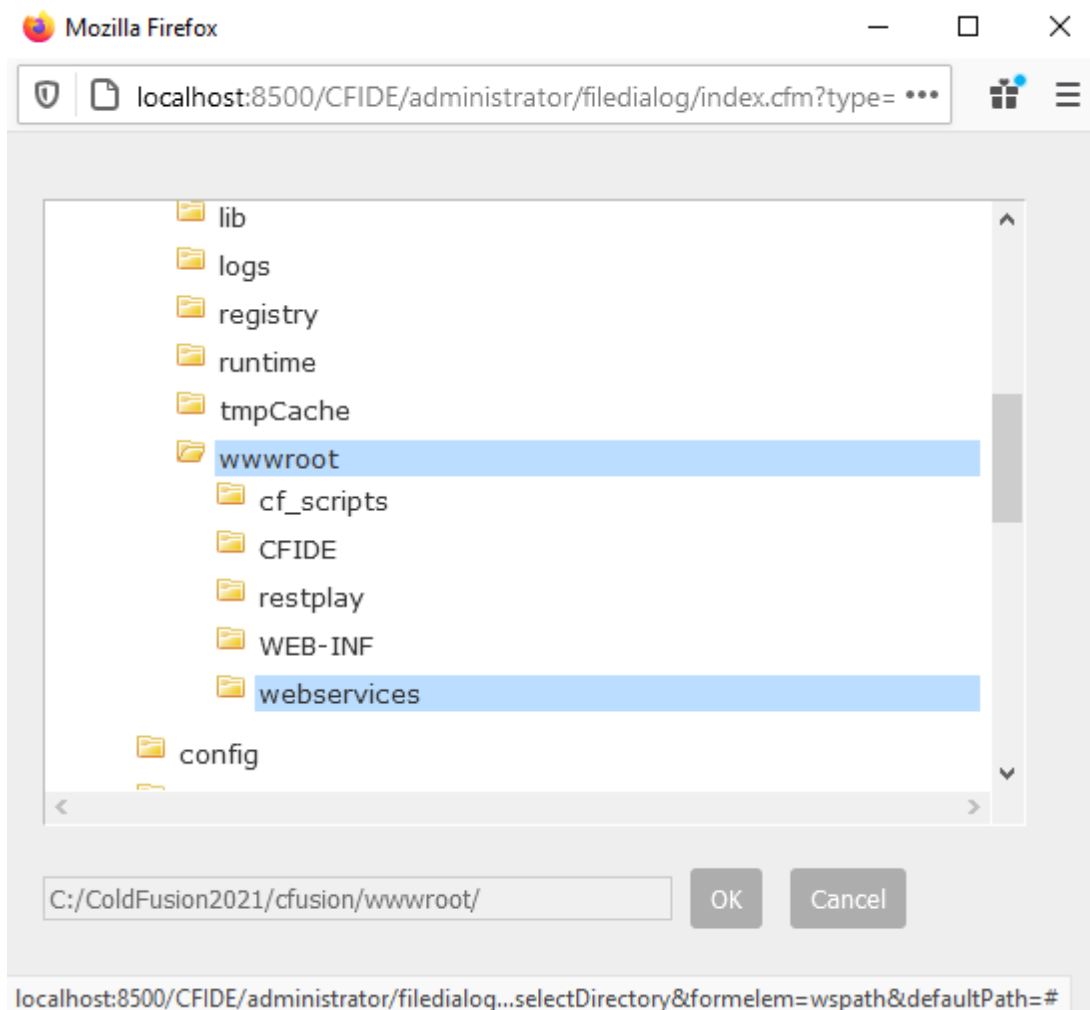 Mozilla Firefox
localhost:8500/CFIDE/administrator/filedialog/index.cfm?type=
lib
logs
registry
runtime
tmpCache
wwwroot
cf_scripts
CFIDE
restplay
WEB-INF
webservices
config
C:/ColdFusion2021/cfusion/wwwroot/ OK Cancel
localhost:8500/CFIDE/administrator/filedialog...selectDirectory&formelem=wspath&defaultPath=#